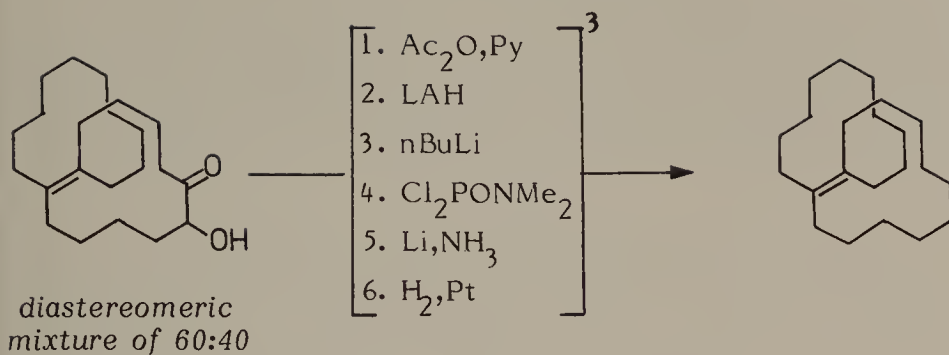 3
1. Ac₂O,Py
2. LAH
3. nBuLi
4. Cl₂PONMe₂
5. Li,NH₃
6. H₂,Pt
O
OH
diastereomeric
mixture of 60:40